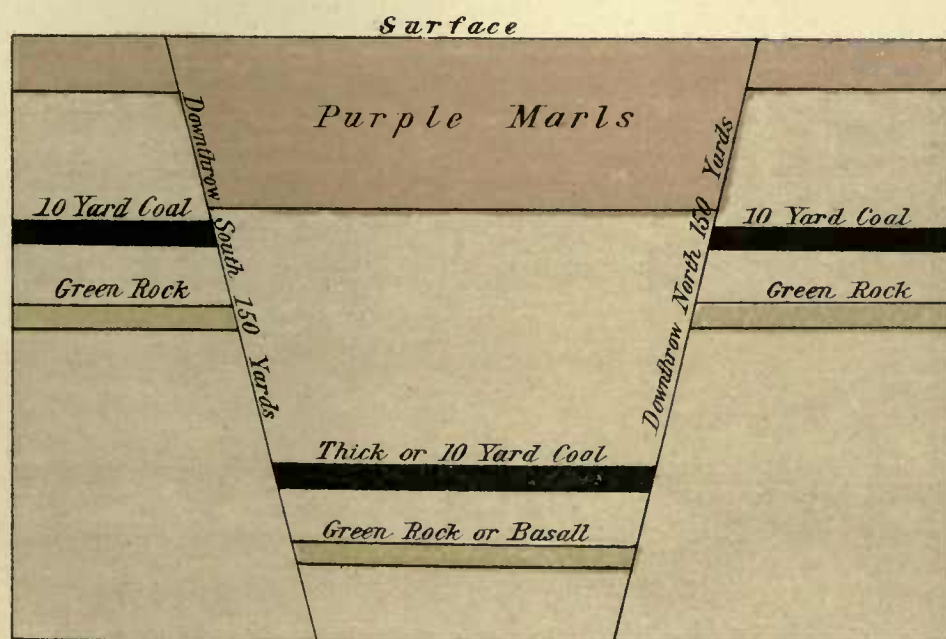 Surface
Purple Marls
Downthrow South 150 Yards
Downthrow North 150 Yards
10 Yard Coal
10 Yard Coal
Green Rock
Green Rock
Thick or 10 Yard Coal
Green Rock or Basalt